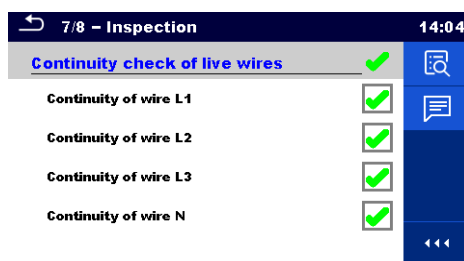 7/8 – Inspection 14:04
Continuity check of live wires
Continuity of wire L1
Continuity of wire L2
Continuity of wire L3
Continuity of wire N